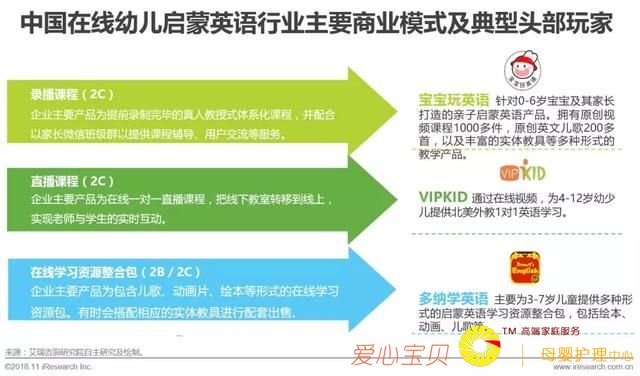 中国在线幼儿启蒙英语行业主要商业模式及典型头部玩家
录播课程（2C）
企业主要产品为提前录制完毕的真人教授式体系化课程，并配合
以家长微信班级群以提供课程辅导、用户交流等服务。
宝宝玩英语
宝宝玩英语 针对0-6岁宝宝及其家长
打造的亲子启蒙英语产品。拥有原创视
频课程1000多件，原创英文儿歌200多
首，以及丰富的实体教具等多种形式的
教学产品。
直播课程（2C）
企业主要产品为在线一对一直播课程，把线下教室转移到线上，
实现老师与学生的实时互动。
VIPKID
VIPKID 通过在线视频，为4-12岁幼少
儿提供北美外教1对1英语学习。
在线学习资源整合包（2B / 2C）
企业主要产品为包含儿歌、动画片、绘本等形式的在线学习资
源包。有时会搭配相应的实体教具进行配套出售。
Donut's
English
多纳学英语 主要为3-7岁儿童提供多种形
式的启蒙英语学习资源整合包，包括绘本、
动画、儿歌等。
来源：艾瑞咨询研究院自主研究及绘制。
©2018.11 iResearch Inc.
www.iresearch.com.cn
爱心宝贝
TM 高端家庭服务
母婴护理中心